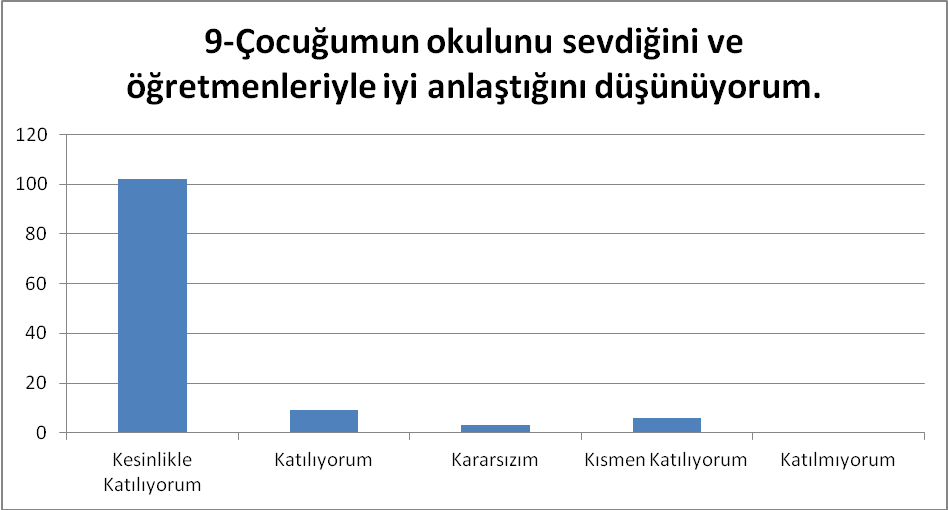 9-Çocuğumun okulunu sevdiğini ve
öğretmenleriyle iyi anlaştığını düşünüyorum.
120
100
80
60
40
20
0
Kesinlikle
Katılıyorum
Katılıyorum
Kararsızım
Kısmen Katılıyorum
Katılmıyorum